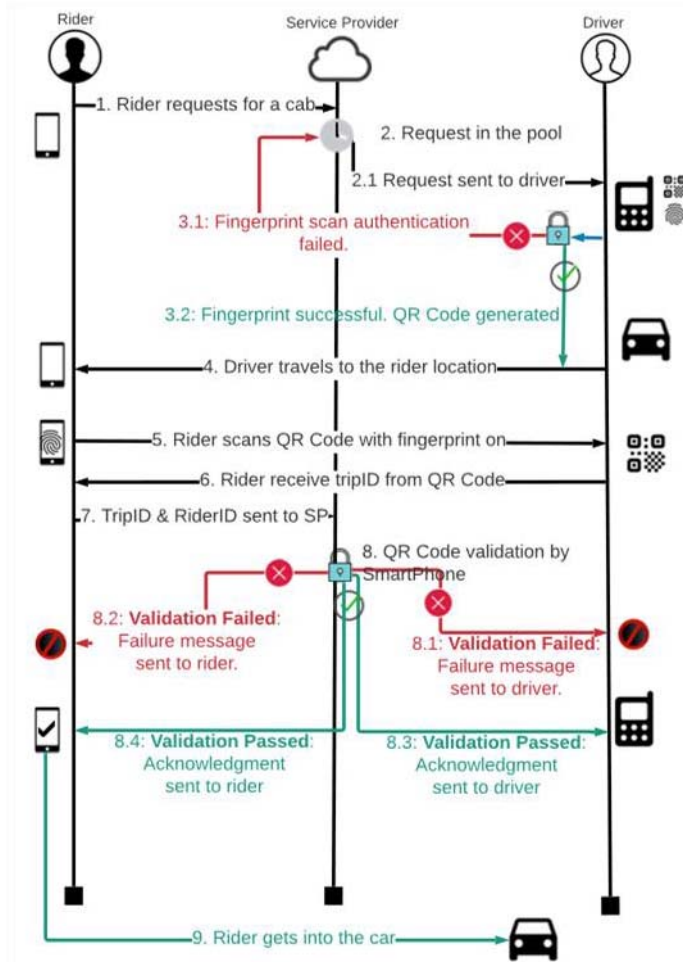 Rider
Service Provider
Driver
1. Rider requests for a cab
2. Request in the pool
2.1 Request sent to driver
3.1: Fingerprint scan authentication
failed.
3.2: Fingerprint successful. QR Code generated
4. Driver travels to the rider location
5. Rider scans QR Code with fingerprint on
6. Rider receive tripID from QR Code
7. TripID & RiderID sent to SP
8. QR Code validation by
SmartPhone
8.2: Validation Failed:
Failure message
sent to rider.
8.1: Validation Failed:
Failure message
sent to driver.
8.4: Validation Passed:
Acknowledgment
sent to rider
8.3: Validation Passed:
Acknowledgment
sent to driver
9. Rider gets into the car